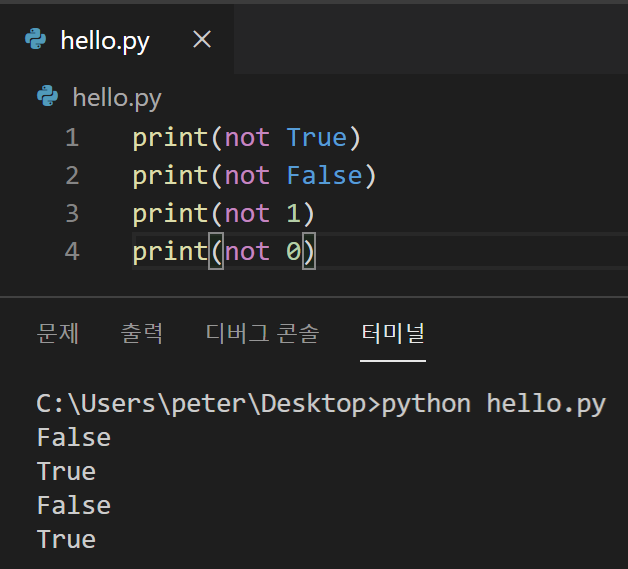 hello.py
hello.py
1 print(not True)
2 print(not False)
3 print(not 1)
4 print(not 0)
문제 출력 디버그 콘솔 터미널
C:\Users\peter\Desktop>python hello.py
False
True
False
True